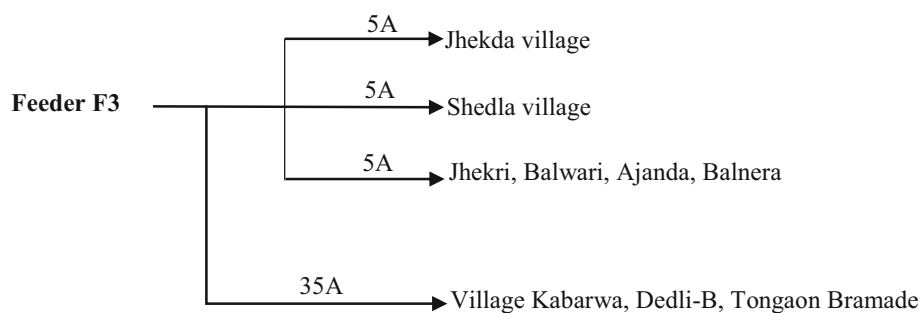 5A
Jhekda village
Feeder F3
5A
Shedla village
5A
Jhekri, Balwari, Ajanda, Balnera
35A
Village Kabarwa, Dedli-B, Tongaon Bramade